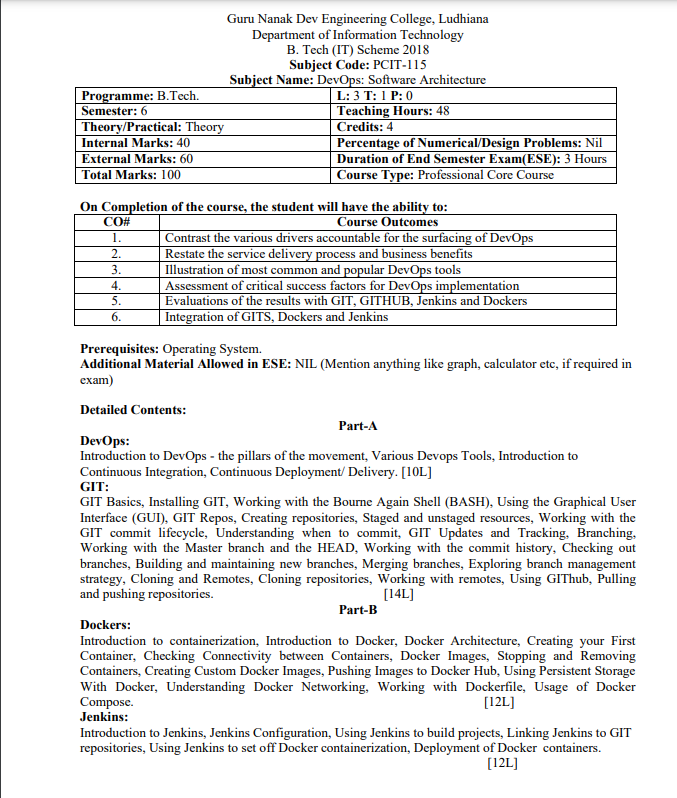 Guru Nanak Dev Engineering College, Ludhiana
Department of Information Technology
B. Tech (IT) Scheme 2018
Subject Code: PCIT-115
Subject Name: DevOps: Software Architecture
Programme: B.Tech. L: 3 T: 1 P: 0
Semester: 6 Teaching Hours: 48
Theory/Practical: Theory Credits: 4
Internal Marks: 40 Percentage of Numerical/Design Problems: Nil
External Marks: 60 Duration of End Semester Exam(ESE): 3 Hours
Total Marks: 100 Course Type: Professional Core Course
On Completion of the course, the student will have the ability to:
CO# Course Outcomes
1. Contrast the various drivers accountable for the surfacing of DevOps
2. Restate the service delivery process and business benefits
3. Illustration of most common and popular DevOps tools
4. Assessment of critical success factors for DevOps implementation
5. Evaluations of the results with GIT, GITHUB, Jenkins and Dockers
6. Integration of GITS, Dockers and Jenkins
Prerequisites: Operating System.
Additional Material Allowed in ESE: NIL (Mention anything like graph, calculator etc, if required in
exam)
Detailed Contents:
Part-A
DevOps:
Introduction to DevOps - the pillars of the movement, Various Devops Tools, Introduction to
Continuous Integration, Continuous Deployment/ Delivery. [10L]
GIT:
GIT Basics, Installing GIT, Working with the Bourne Again Shell (BASH), Using the Graphical User
Interface (GUI), GIT Repos, Creating repositories, Staged and unstaged resources, Working with the
GIT commit lifecycle, Understanding when to commit, GIT Updates and Tracking, Branching,
Working with the Master branch and the HEAD, Working with the commit history, Checking out
branches, Building and maintaining new branches, Merging branches, Exploring branch management
strategy, Cloning and Remotes, Cloning repositories, Working with remotes, Using GIThub, Pulling
and pushing repositories. [14L]
Part-B
Dockers:
Introduction to containerization, Introduction to Docker, Docker Architecture, Creating your First
Container, Checking Connectivity between Containers, Docker Images, Stopping and Removing
Containers, Creating Custom Docker Images, Pushing Images to Docker Hub, Using Persistent Storage
With Docker, Understanding Docker Networking, Working with Dockerfile, Usage of Docker
Compose. [12L]
Jenkins:
Introduction to Jenkins, Jenkins Configuration, Using Jenkins to build projects, Linking Jenkins to GIT
repositories, Using Jenkins to set off Docker containerization, Deployment of Docker containers.
[12L]